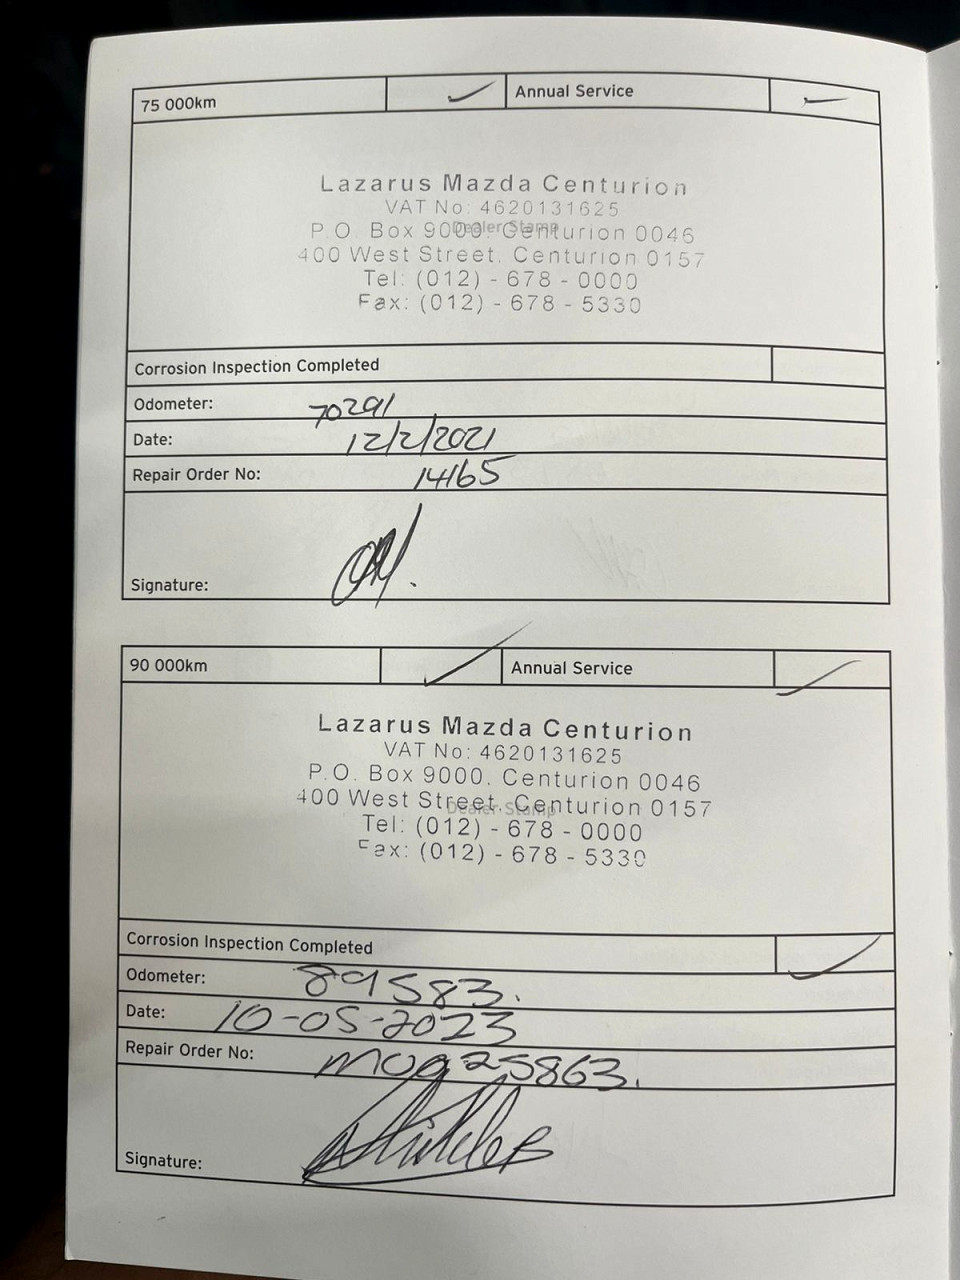 75 000km
Annual Service
Lazarus Mazda Centurion
VAT No: 4620131625
Dealer Stamp
P.O. Box 9000. Centurion 0046
400 West Street. Centurion 0157
Tel: (012) - 678 - 0000
Fax: (012) - 678 - 5330
Corrosion Inspection Completed
Odometer: 70291
Date: 12/2/2021
Repair Order No: 14165
Signature:
90 000km
Annual Service
Lazarus Mazda Centurion
VAT No: 4620131625
P.O. Box 9000. Centurion 0046
400 West Street. Centurion 0157
Dealer Stamp
Tel: (012) - 678 - 0000
Fax: (012) - 678 - 5330
Corrosion Inspection Completed
Odometer: 89583.
Date: 10-05-2023
Repair Order No:
Signature: